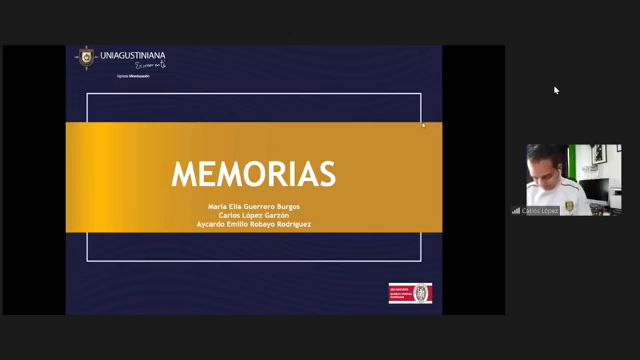 UNIAGUSTINIANA
MEMORIAS
María Elia Guerrero Burgos
Carlos López Garzón
Aycardo Emilio Robayo Rodríguez
Carlos López